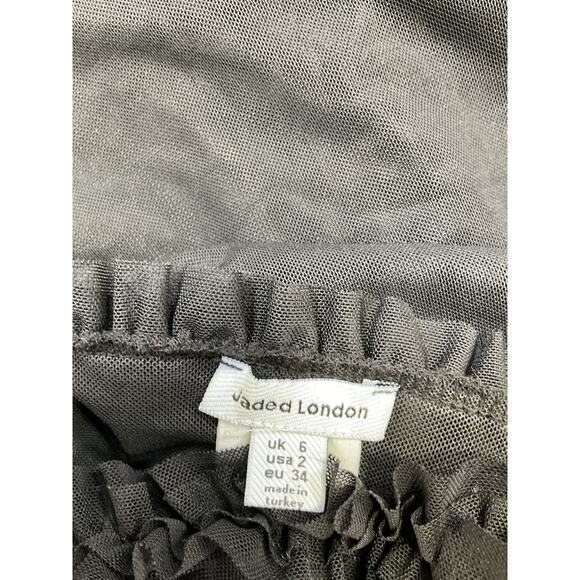 Jaded London
uk 6
usa 2
eu 34
made in
turkey